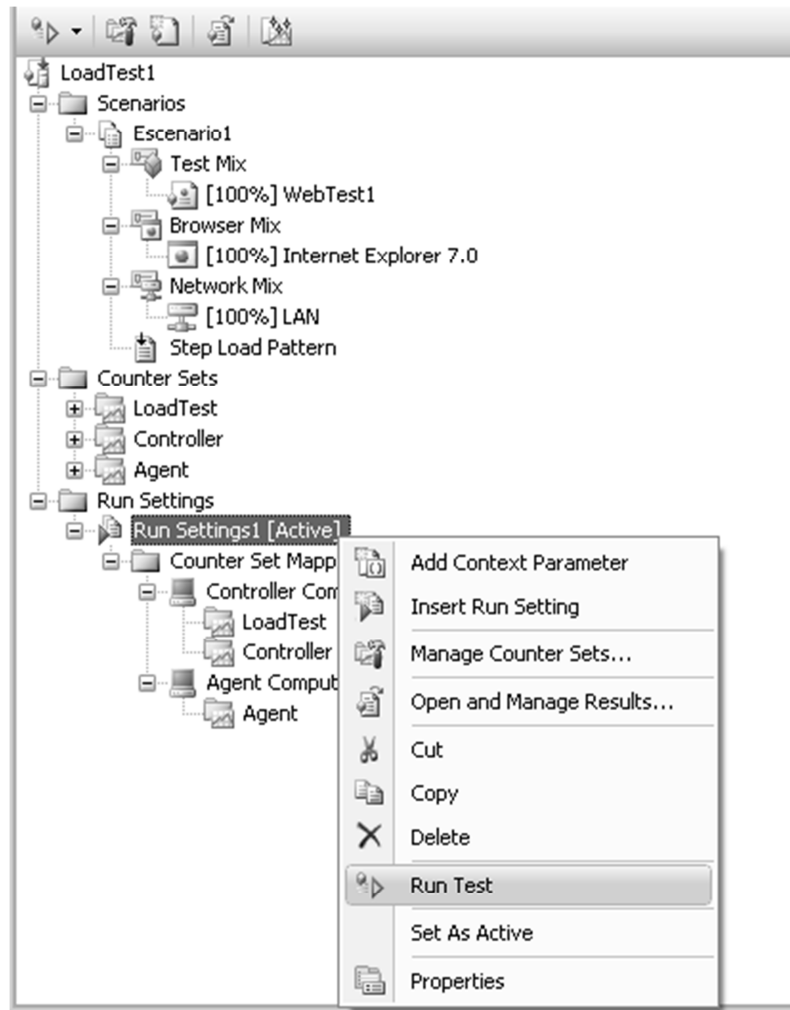 LoadTest1
Scenarios
Escenario1
Test Mix
[100%] WebTest1
Browser Mix
[100%] Internet Explorer 7.0
Network Mix
[100%] LAN
Step Load Pattern
Counter Sets
LoadTest
Controller
Agent
Run Settings
Run Settings1 [Active]
Counter Set Mapp
Controller Com
LoadTest
Controller
Agent Comput
Agent
Add Context Parameter
Insert Run Setting
Manage Counter Sets...
Open and Manage Results...
Cut
Copy
Delete
Run Test
Set As Active
Properties